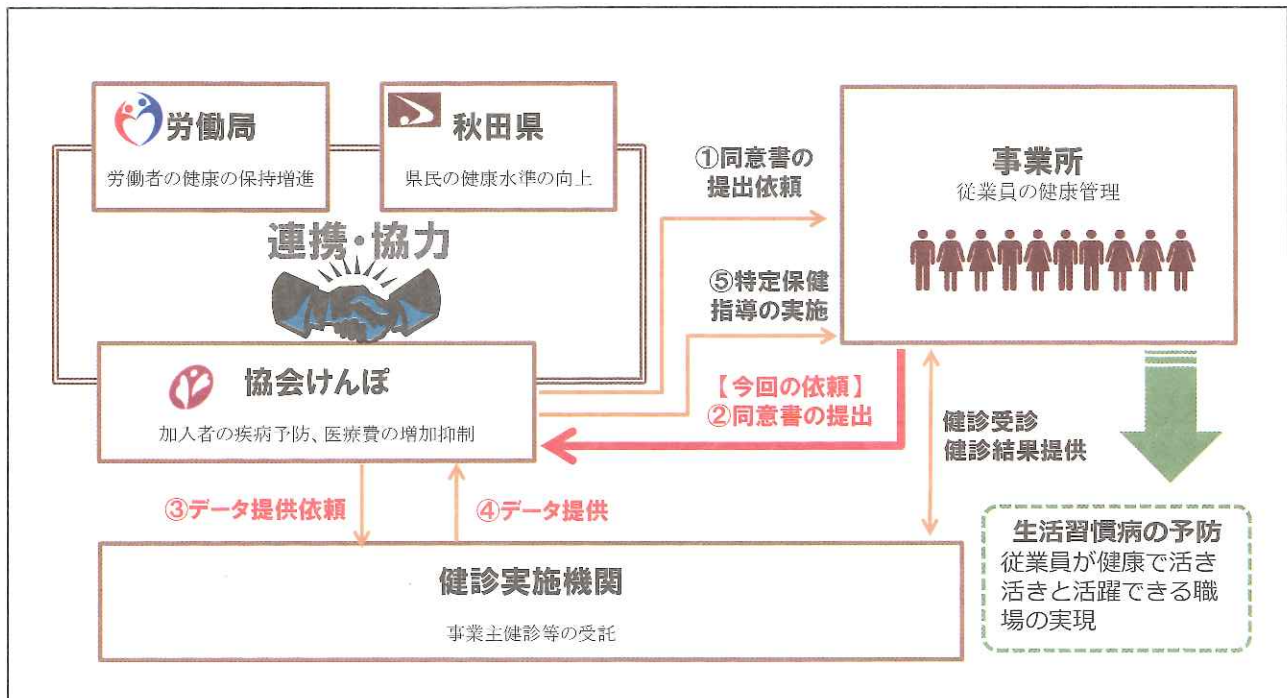 労働局
労働者の健康の保持増進
秋田県
県民の健康水準の向上
連携・協力
協会けんぽ
加入者の疾病予防、医療費の増加抑制
①同意書の
提出依頼
⑤特定保健
指導の実施
【今回の依頼】
②同意書の提出
事業所
従業員の健康管理
健診受診
健診結果提供
③データ提供依頼
④データ提供
健診実施機関
事業主健診等の受託
生活習慣病の予防
従業員が健康で活き
活きと活躍できる職
場の実現